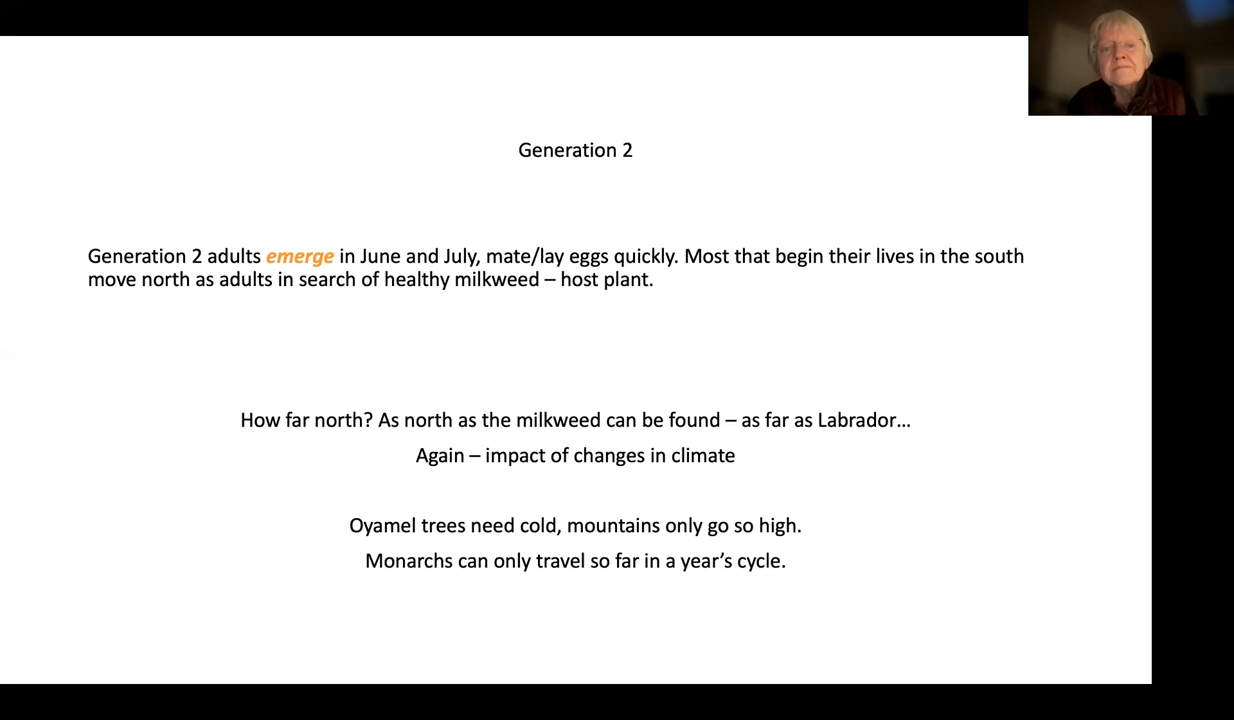 Generation 2
Generation 2 adults emerge in June and July, mate/lay eggs quickly. Most that begin their lives in the south
move north as adults in search of healthy milkweed – host plant.
How far north? As north as the milkweed can be found – as far as Labrador...
Again – impact of changes in climate
Oyamel trees need cold, mountains only go so high.
Monarchs can only travel so far in a year’s cycle.